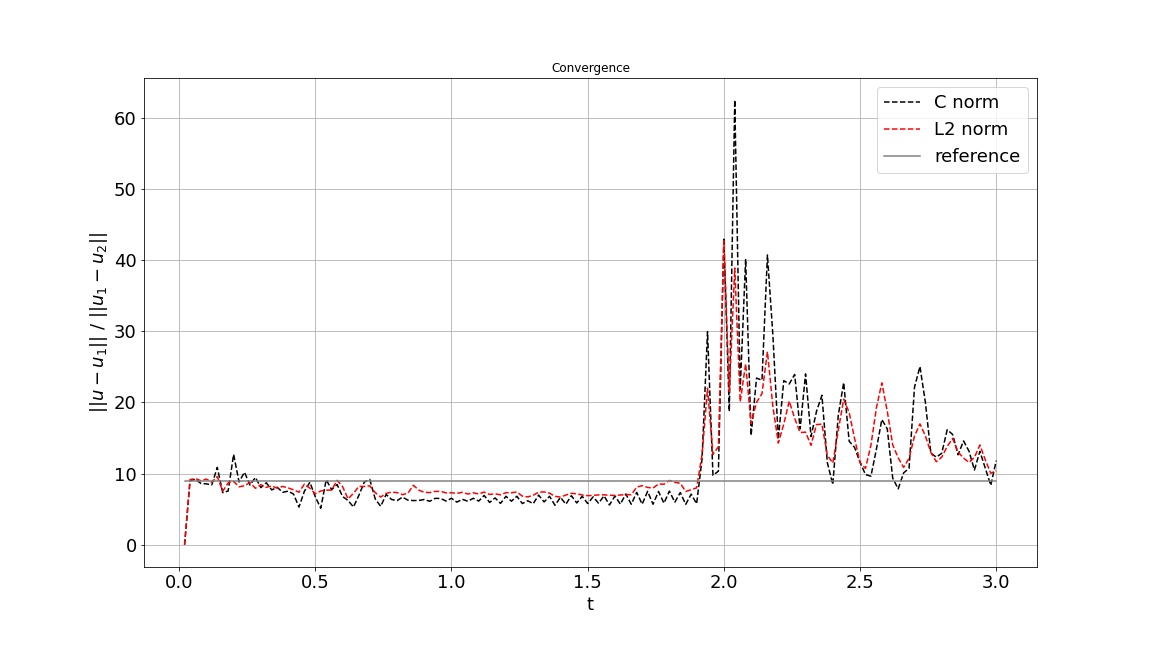 Convergence
C norm
L2 norm
reference
||u − u₁|| / ||u₁ − u₂||
60
50
40
30
20
10
0
0.0 0.5 1.0 1.5 2.0 2.5 3.0
t